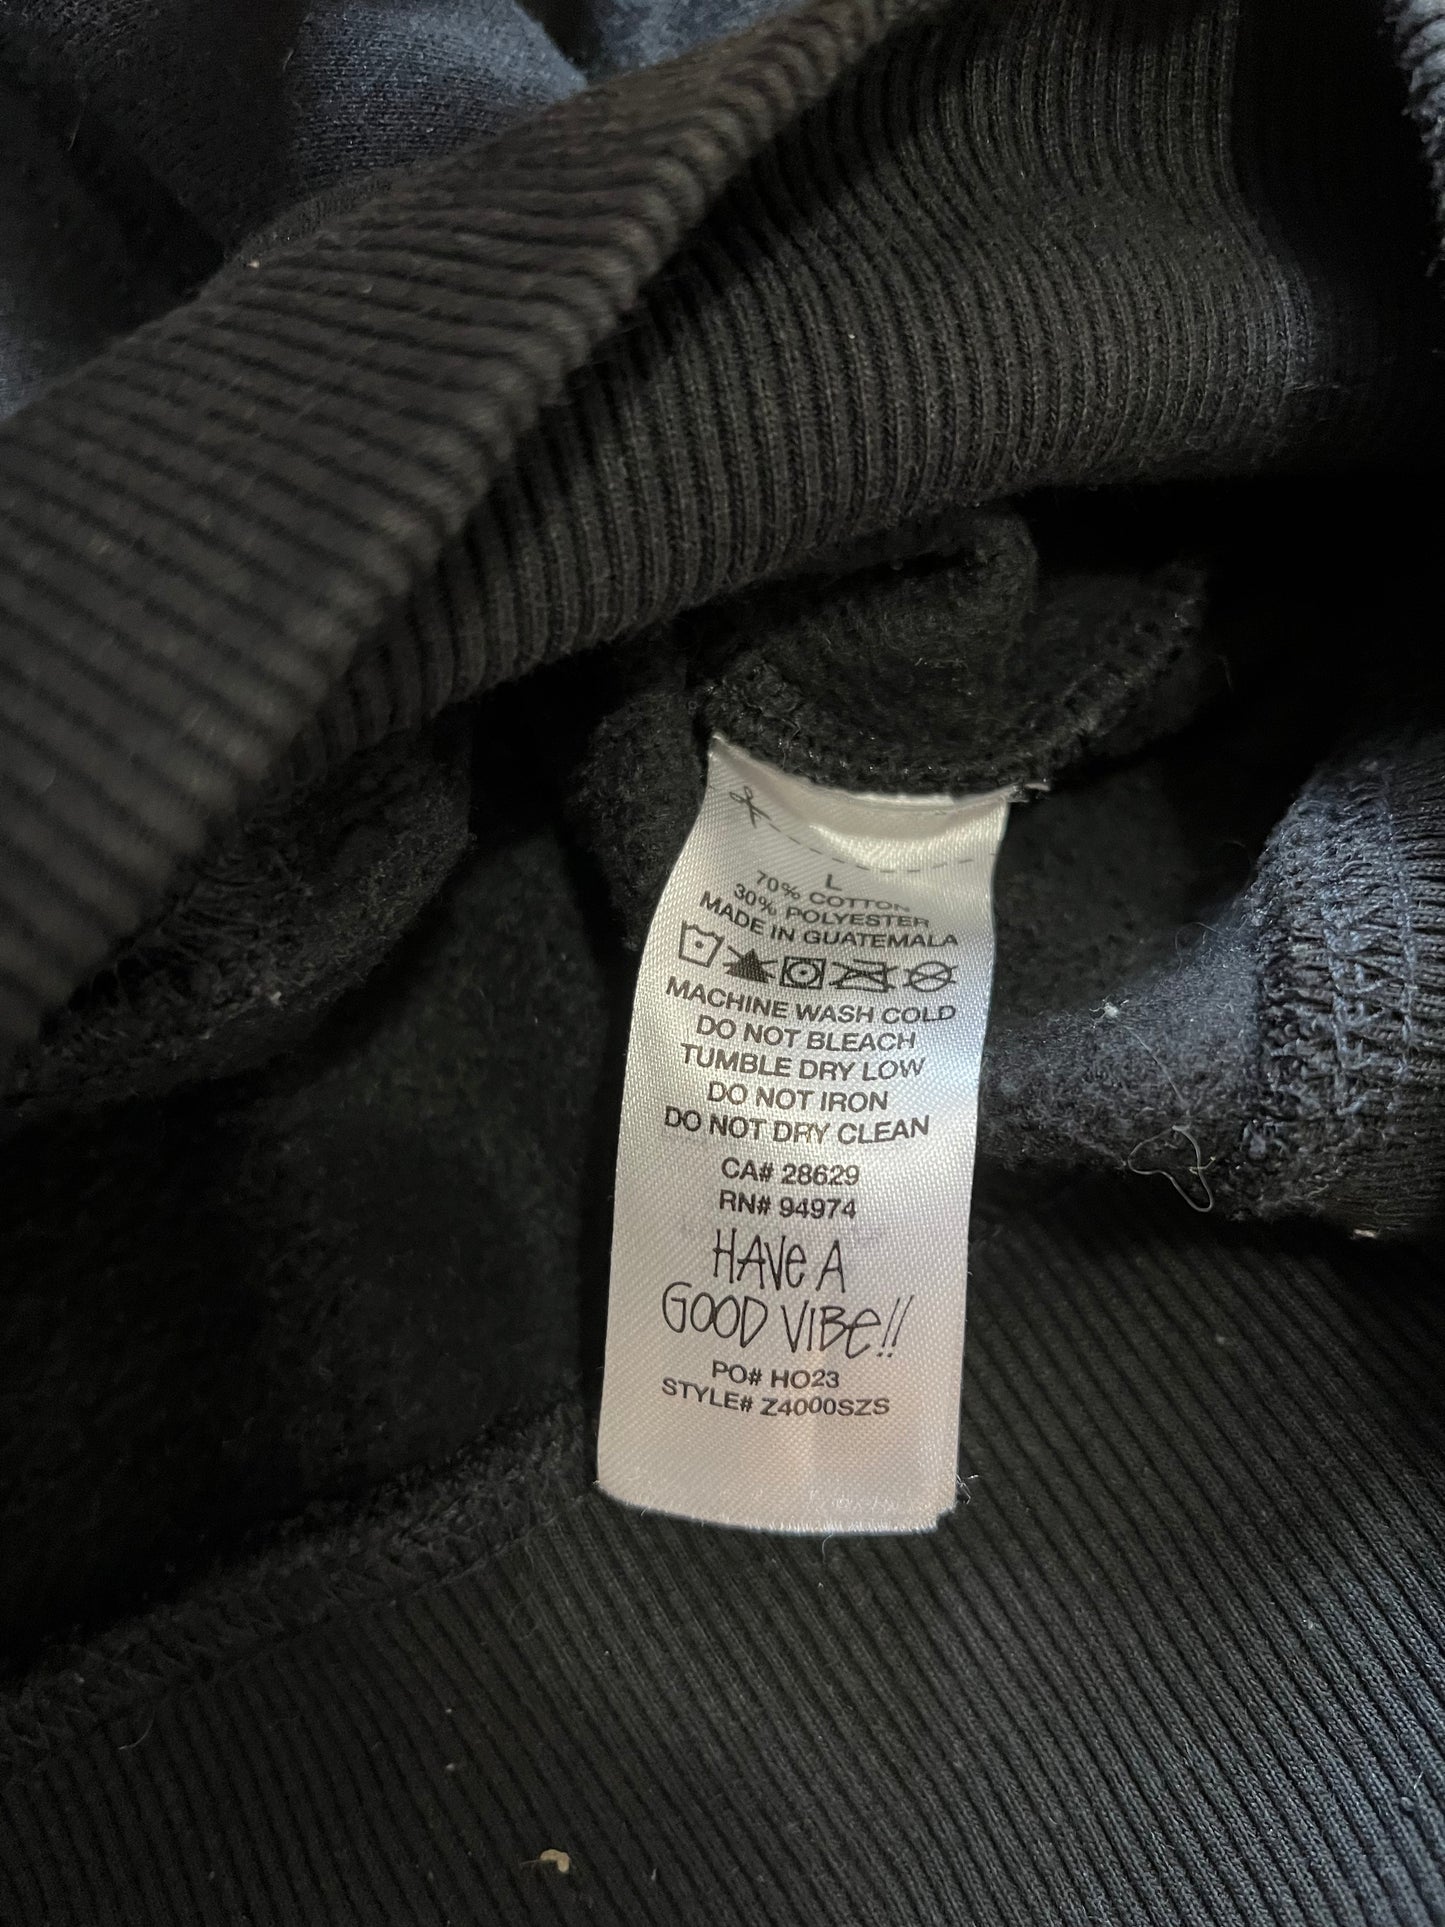 L
70% COTTON
30% POLYESTER
MADE IN GUATEMALA
MACHINE WASH COLD
DO NOT BLEACH
TUMBLE DRY LOW
DO NOT IRON
DO NOT DRY CLEAN
CA# 28629
RN# 94974
HAVe A
GOOD VIBe!!
PO# HO23
STYLE# Z4000SZS